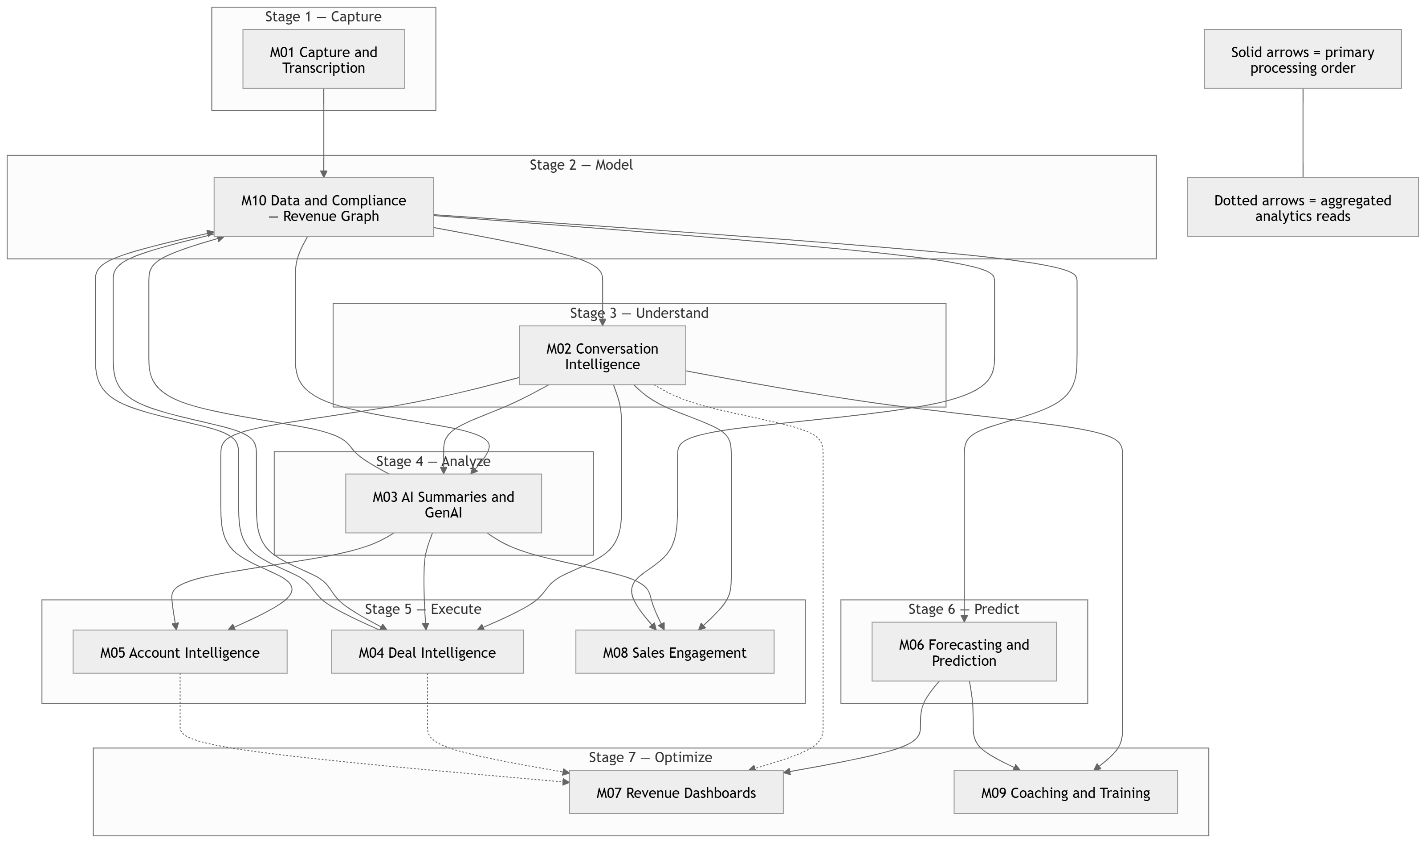 Stage 1 – Capture
M01 Capture and
Transcription
Solid arrows = primary
processing order
Stage 2 – Model
M10 Data and Compliance
– Revenue Graph
Dotted arrows = aggregated
analytics reads
Stage 3 – Understand
M02 Conversation
Intelligence
Stage 4 – Analyze
M03 AI Summaries and
GenAI
Stage 5 – Execute
M05 Account Intelligence
M04 Deal Intelligence
M08 Sales Engagement
Stage 6 – Predict
M06 Forecasting and
Prediction
Stage 7 – Optimize
M07 Revenue Dashboards
M09 Coaching and Training